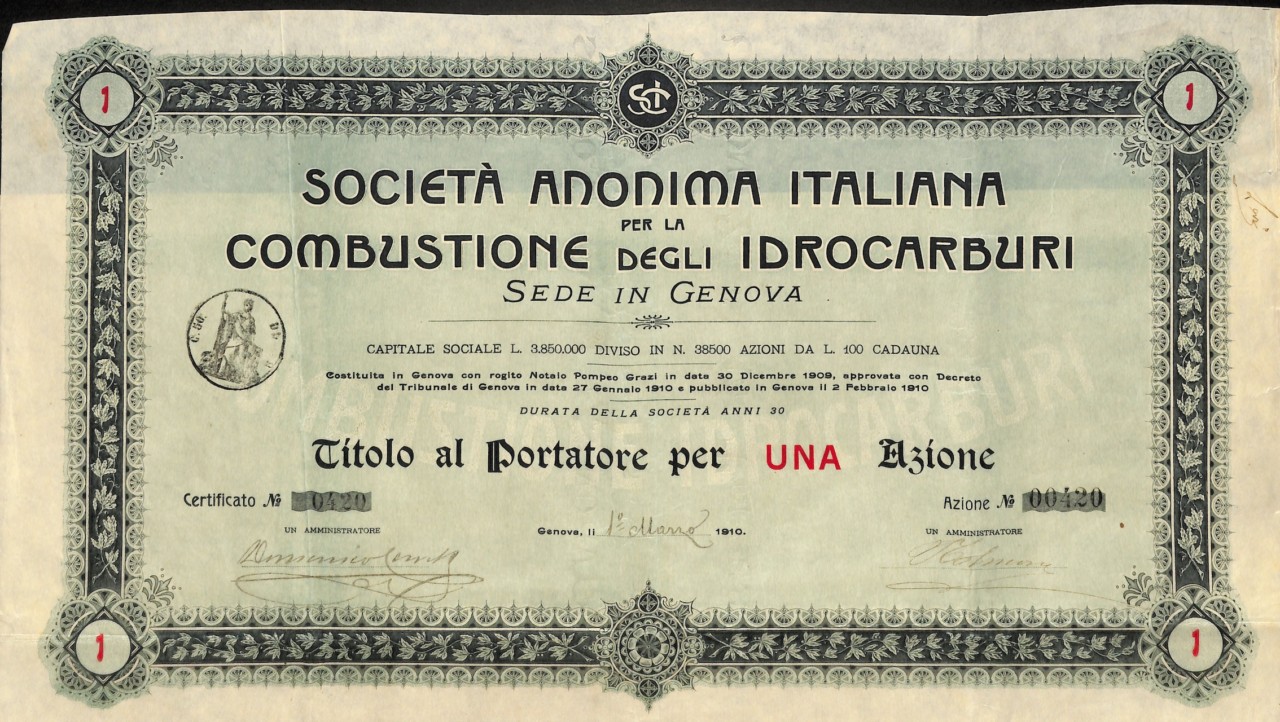 1 1
SOCIETÀ ANONIMA ITALIANA
PER LA
COMBUSTIONE DEGLI IDROCARBURI
SEDE IN GENOVA
CAPITALE SOCIALE L. 3.850.000 DIVISO IN N. 38500 AZIONI DA L. 100 CADAUNA
Costituita in Genova con rogito Notaio Pompeo Grazi in data 30 Dicembre 1909, approvata con Decreto
del Tribunale di Genova in data 27 Gennaio 1910 e pubblicato in Genova il 2 Febbraio 1910
DURATA DELLA SOCIETÀ ANNI 30
Titolo al Portatore per UNA Azione
Certificato № 0420
Azione № 00420
UN AMMINISTRATORE
Genova, li 1° Marzo 1910.
UN AMMINISTRATORE
Domenico
1 1